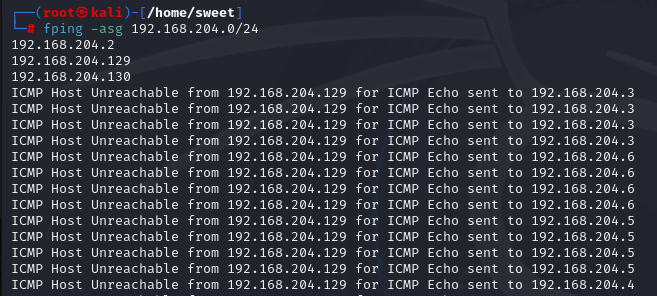 ┌──(root㉿kali)-[/home/sweet]
└─# fping -asg 192.168.204.0/24
192.168.204.2
192.168.204.129
192.168.204.130
ICMP Host Unreachable from 192.168.204.129 for ICMP Echo sent to 192.168.204.3
ICMP Host Unreachable from 192.168.204.129 for ICMP Echo sent to 192.168.204.3
ICMP Host Unreachable from 192.168.204.129 for ICMP Echo sent to 192.168.204.3
ICMP Host Unreachable from 192.168.204.129 for ICMP Echo sent to 192.168.204.3
ICMP Host Unreachable from 192.168.204.129 for ICMP Echo sent to 192.168.204.6
ICMP Host Unreachable from 192.168.204.129 for ICMP Echo sent to 192.168.204.6
ICMP Host Unreachable from 192.168.204.129 for ICMP Echo sent to 192.168.204.6
ICMP Host Unreachable from 192.168.204.129 for ICMP Echo sent to 192.168.204.6
ICMP Host Unreachable from 192.168.204.129 for ICMP Echo sent to 192.168.204.5
ICMP Host Unreachable from 192.168.204.129 for ICMP Echo sent to 192.168.204.5
ICMP Host Unreachable from 192.168.204.129 for ICMP Echo sent to 192.168.204.5
ICMP Host Unreachable from 192.168.204.129 for ICMP Echo sent to 192.168.204.5
ICMP Host Unreachable from 192.168.204.129 for ICMP Echo sent to 192.168.204.4